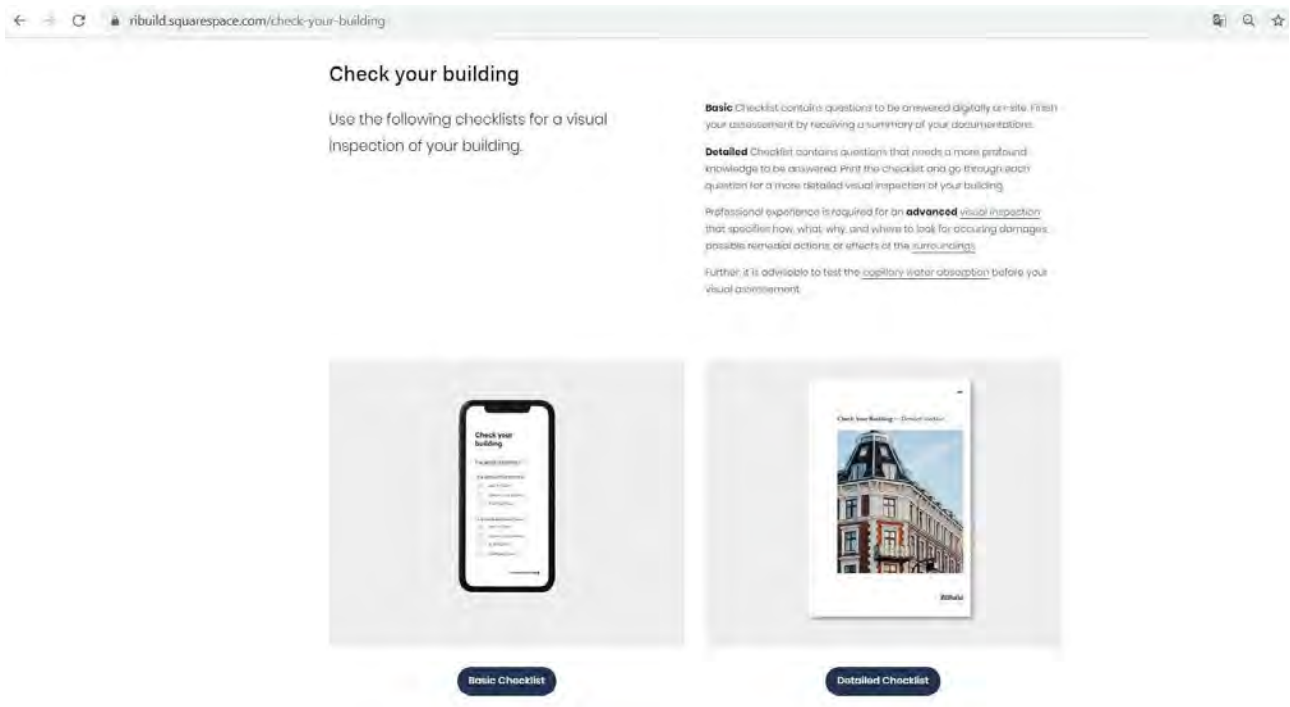 ribuild.squarespace.com/check-your-building
Check your building
Use the following checklists for a visual
inspection of your building.
Basic Checklist contains questions to be answered digitally on-site. Finish
your assessement by receiving a summary of your documentations.
Detailed Checklist contains questions that needs a more profound
knowledge to be answered. Print the checklist and go through each
question for a more detailed visual inspection of your building.
Professional experience is required for an advanced visual inspection
that specifies how, what, why, and where to look for occuring damages,
possible remedial actions, or effects of the surroundings.
Further, it is advisable to test the capillary water absorption before your
visual assessement.
Check your
building
Check Your Building
RIBuild
Basic Checklist
Detailed Checklist